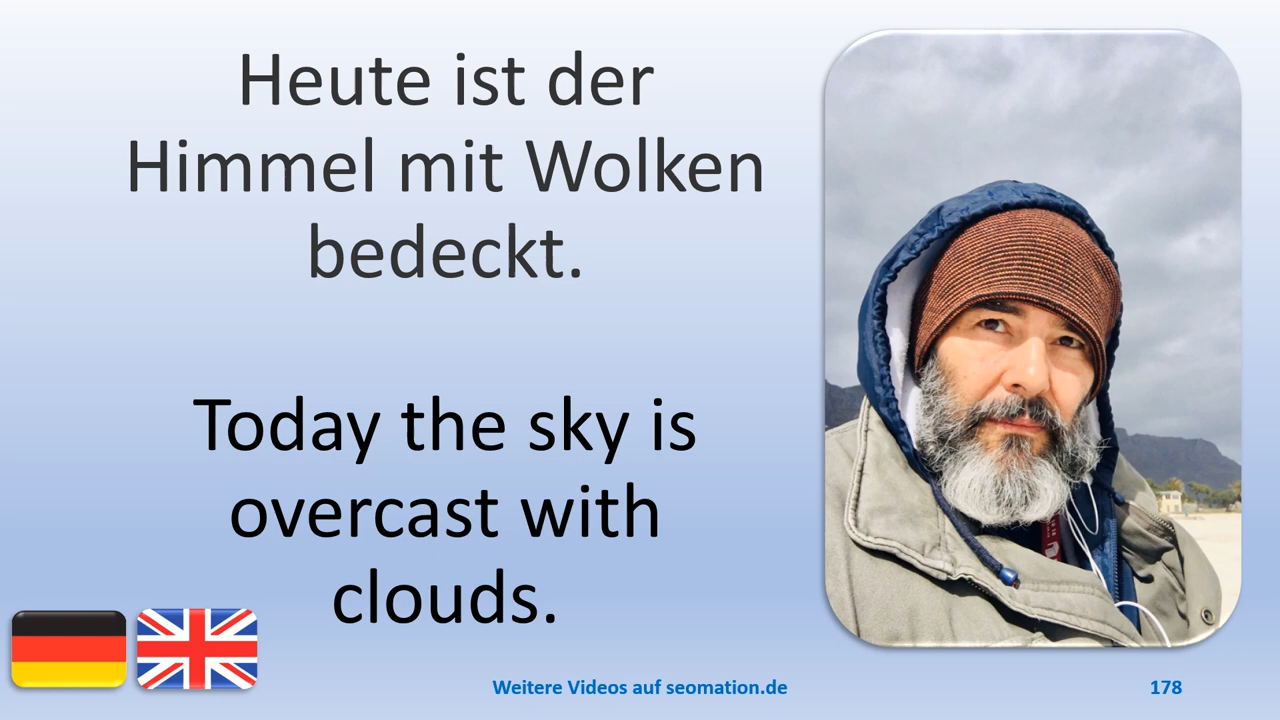 Heute ist der
Himmel mit Wolken
bedeckt.
Today the sky is
overcast with
clouds.
Weitere Videos auf seomation.de
178